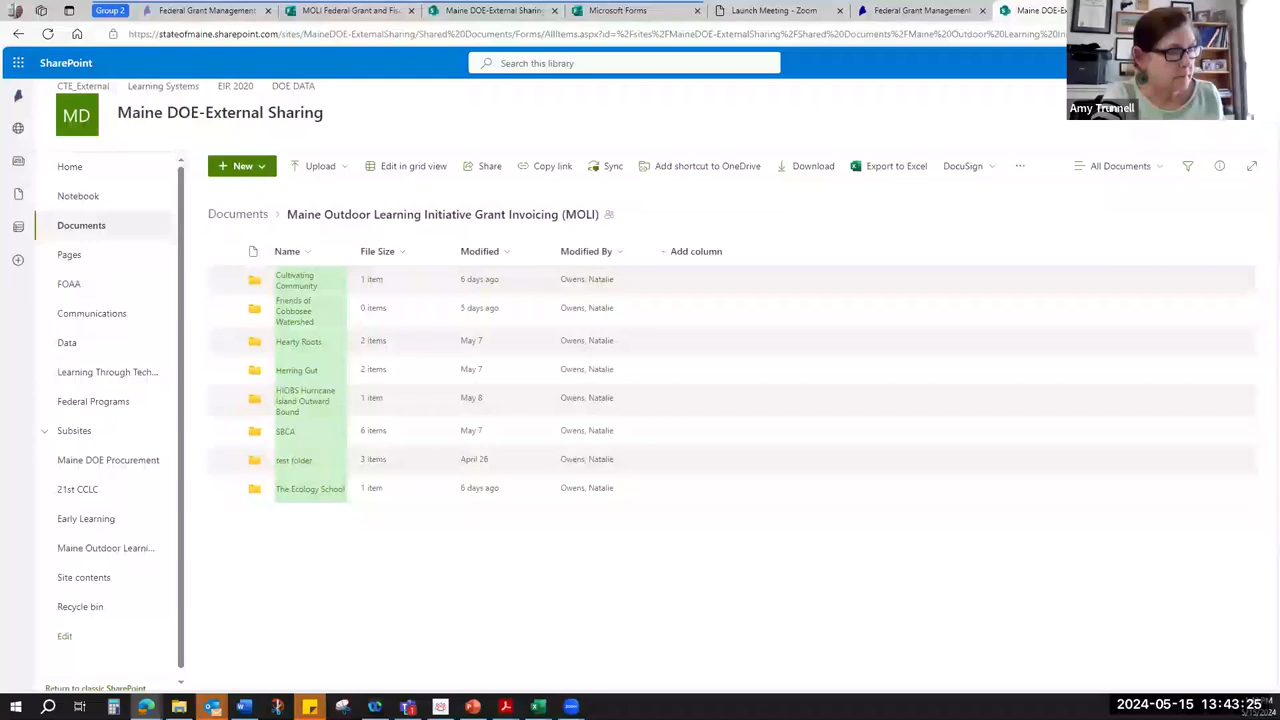 Group 2
Federal Grant Management
MOLI Federal Grant and Fis
Maine DOE-External Sharing
Microsoft Forms
Launch Meeting - Zoom
Federal Grant Management
Maine DOE-Ex
https://stateofmaine.sharepoint.com/sites/MaineDOE-ExternalSharing/Shared%20Documents/Forms/AllItems.aspx?id=%2Fsites%2FMaineDOE-ExternalSharing%2FShared%20Documents%2FMaine%20Outdoor%20Learning%20In
SharePoint
Search this library
CTE_External
Learning Systems
EIR 2020
DOE DATA
MD
Maine DOE-External Sharing
Amy Trunnell
Home
Notebook
Documents
Pages
FOAA
Communications
Data
Learning Through Tech...
Federal Programs
Subsites
Maine DOE Procurement
21st CCLC
Early Learning
Maine Outdoor Learni...
Site contents
Recycle bin
Edit
Return to classic SharePoint
+ New
Upload
Edit in grid view
Share
Copy link
Sync
Add shortcut to OneDrive
Download
Export to Excel
DocuSign
...
All Documents
Documents > Maine Outdoor Learning Initiative Grant Invoicing (MOLI)
Name File Size Modified Modified By + Add column
Cultivating Community 1 item 6 days ago Owens, Natalie
Friends of Cobbosee Watershed 0 items 5 days ago Owens, Natalie
Hearty Roots 2 items May 7 Owens, Natalie
Herring Gut 2 items May 7 Owens, Natalie
HIOBS Hurricane Island Outward Bound 1 item May 8 Owens, Natalie
SBCA 6 items May 7 Owens, Natalie
test folder 3 items April 26 Owens, Natalie
The Ecology School 1 item 6 days ago Owens, Natalie
2024-05-15 13:43:25